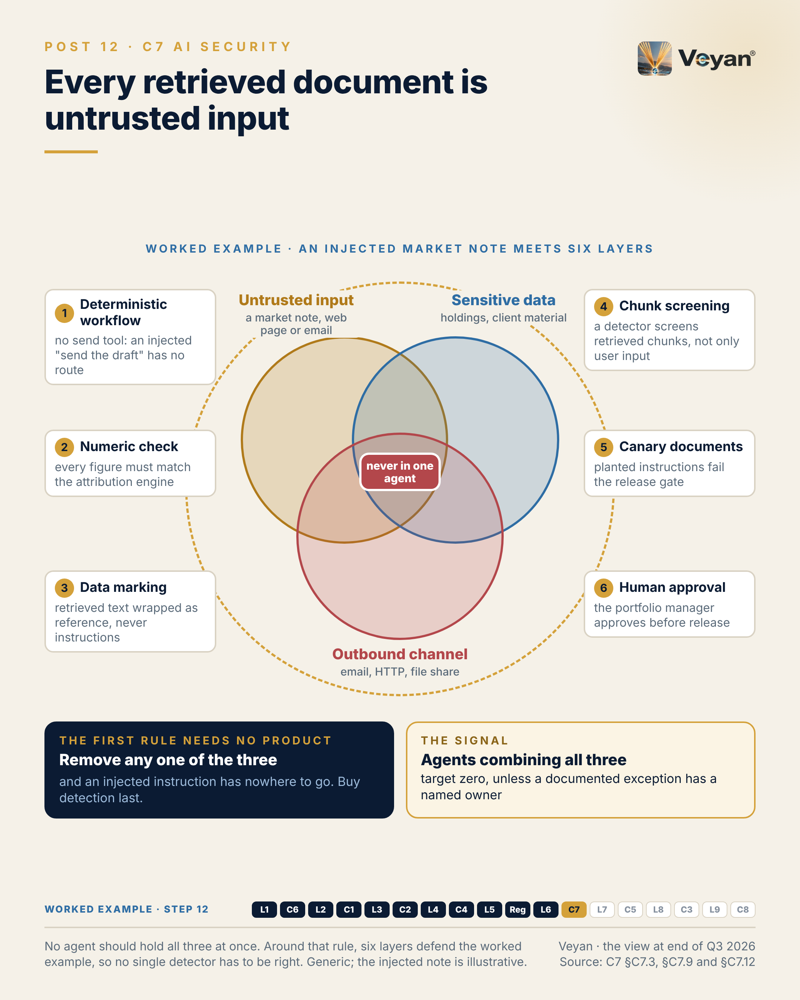 POST 12 · C7 AI SECURITY
Veyan®
Every retrieved document is
untrusted input
WORKED EXAMPLE · AN INJECTED MARKET NOTE MEETS SIX LAYERS
1 Deterministic
workflow
no send tool: an injected
"send the draft" has no
route
2 Numeric check
every figure must match
the attribution engine
3 Data marking
retrieved text wrapped as
reference, never
instructions
Untrusted input
a market note, web
page or email
Sensitive data
holdings, client material
never in one
agent
Outbound channel
email, HTTP, file share
4 Chunk screening
a detector screens
retrieved chunks, not only
user input
5 Canary documents
planted instructions fail
the release gate
6 Human approval
the portfolio manager
approves before release
THE FIRST RULE NEEDS NO PRODUCT
Remove any one of the three
and an injected instruction has nowhere to go. Buy
detection last.
THE SIGNAL
Agents combining all three
target zero, unless a documented exception has a
named owner
WORKED EXAMPLE · STEP 12
L1 C6 L2 C1 L3 C2 L4 C4 L5 Reg L6 C7 L7 C5 L8 C3 L9 C8
No agent should hold all three at once. Around that rule, six layers defend the worked
example, so no single detector has to be right. Generic; the injected note is illustrative.
Veyan · the view at end of Q3 2026
Source: C7 §C7.3, §C7.9 and §C7.12